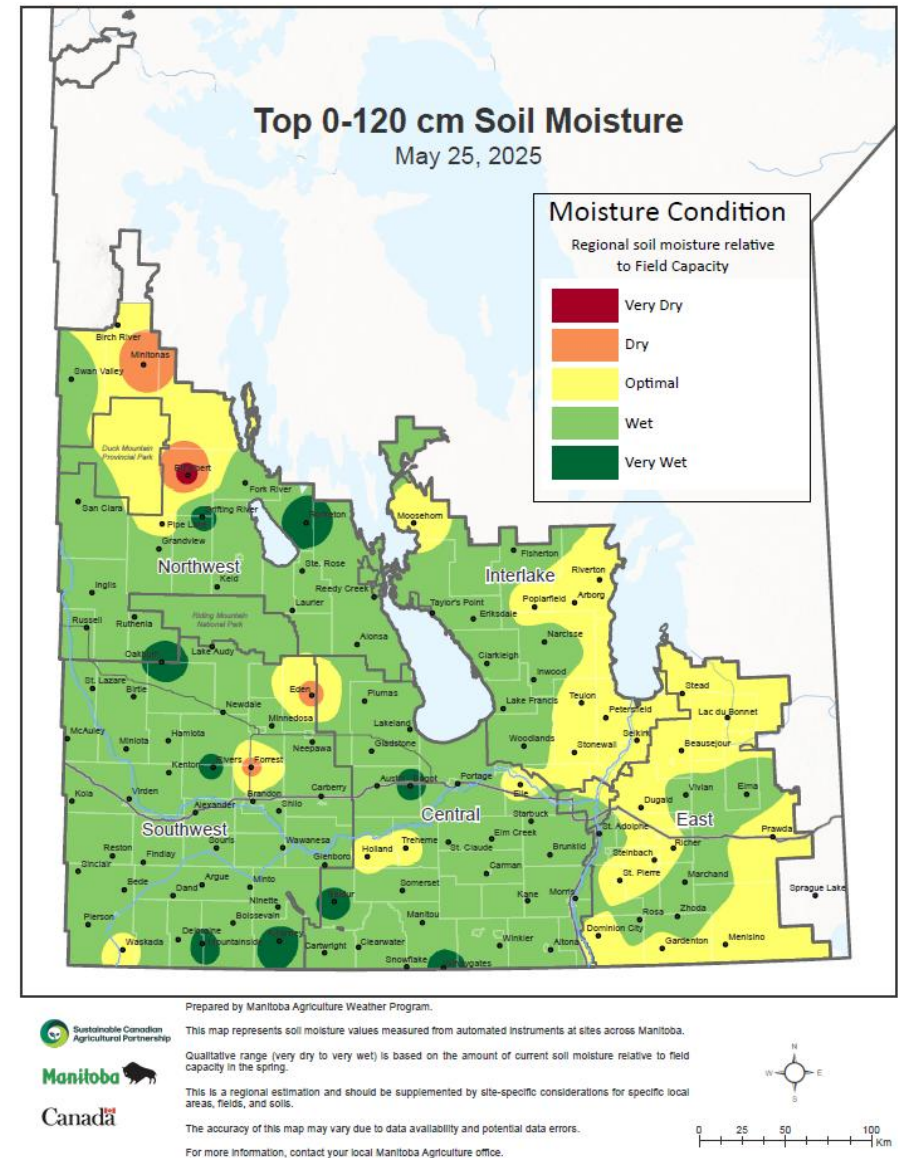 Top 0-120 cm Soil Moisture
May 25, 2025
Moisture Condition
Regional soil moisture relative
to Field Capacity
Very Dry
Dry
Optimal
Wet
Very Wet
Birch River
Minitonas
Swan Valley
Duck Mountain
Provincial Park
Fork River
San Clara
Drifting River
Moosehorn
Pipe Lake
Grandview
Fisherton
Northwest
Ste. Rose
Interlake
Riverton
Inglis
Keld
Reedy Creek
Poplarfield
Arborg
Laurier
Taylor's Point
Eriksdale
Russell
Ruthenia
Riding Mountain
National Park
Narcisse
Alonsa
Lake Audy
Clarkleigh
Inwood
St. Lazare
Birtle
Eden
Plumas
Stead
Teulon
Lake Francis
Newdale
Petersfield
Lac du Bonnet
Minnedosa
Lakeland
McAuley
Hamiota
Selkirk
Miniota
Neepawa
Gladstone
Woodlands
Stonewall
Beausejour
Kenton
Rivers
Forrest
Portage
Elie
Vivian
Elma
Kola
Virden
Brandon
Carberry
Alexander
Shilo
Dugald
Southwest
Central
Starbuck
St. Adolphe
East
Prawda
Reston
Souris
Wawanesa
Treherne
Elm Creek
Holland
St. Claude
Brunkild
Richer
Steinbach
Sinclair
Findlay
Glenboro
Carman
St. Pierre
Marchand
Bede
Argue
Minto
Dand
Somerset
Sprague Lake
Ninette
Kane
Morris
Pierson
Boissevain
Manitou
Rosa
Zhoda
Deloraine
Dominion City
Waskada
Mountainside
Cartwright
Clearwater
Winkler
Altona
Gardenton
Menisino
Snowflake
Prepared by Manitoba Agriculture Weather Program.
Sustainable Canadian
Agricultural Partnership
This map represents soil moisture values measured from automated instruments at sites across Manitoba.
Qualitative range (very dry to very wet) is based on the amount of current soil moisture relative to field
capacity in the spring.
Manitoba
This is a regional estimation and should be supplemented by site-specific considerations for specific local
areas, fields, and soils.
Canada
The accuracy of this map may vary due to data availability and potential data errors.
For more information, contact your local Manitoba Agriculture office.
N
W
E
S
0 25 50 100
Km